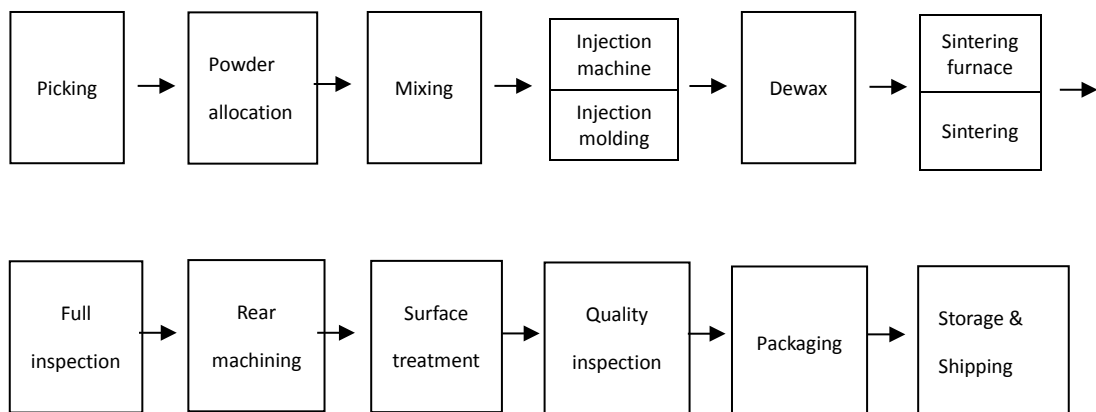 Picking
Powder
allocation
Mixing
Injection
machine
Injection
molding
Dewax
Sintering
furnace
Sintering
Full
inspection
Rear
machining
Surface
treatment
Quality
inspection
Packaging
Storage &
Shipping